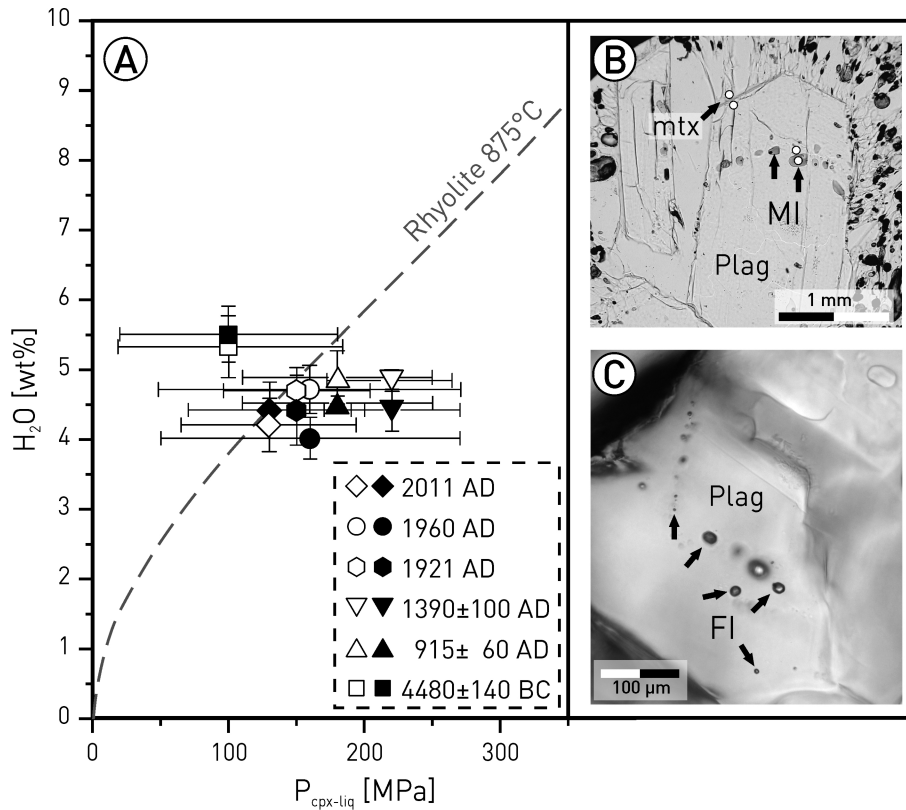 A
10
9
8
7
6
5
4
3
2
1
0
H₂O [wt%]
Rhyolite 875°C
2011 AD
1960 AD
1921 AD
1390±100 AD
915± 60 AD
4480±140 BC
0
100
200
300
P_cpx-liq [MPa]
B
mtx
MI
Plag
1 mm
C
Plag
FI
100 µm